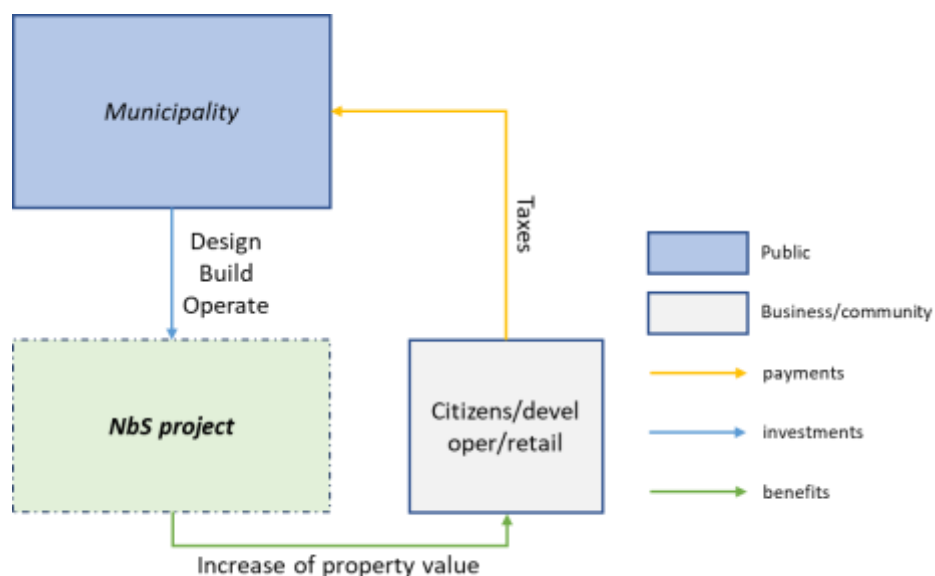 Municipality
Taxes
Design
Build
Operate
Public
Business/community
NbS project
Citizens/devel
oper/retail
payments
investments
benefits
Increase of property value